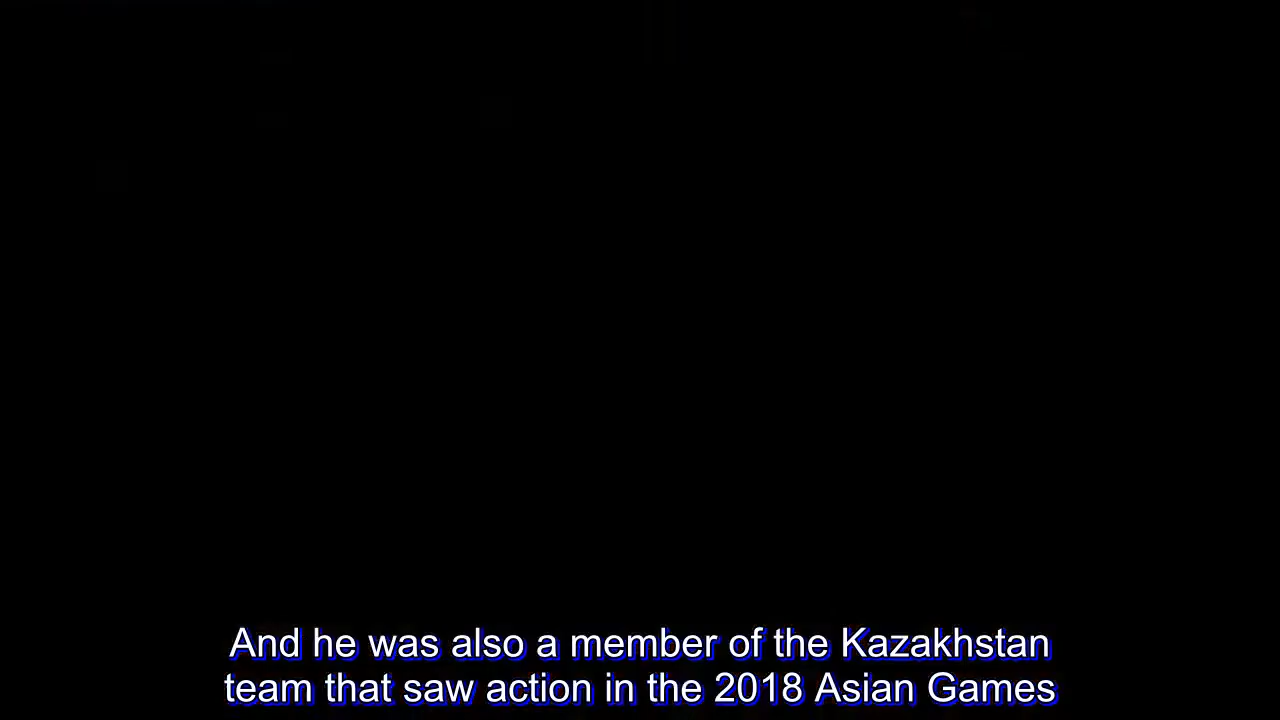 And he was also a member of the Kazakhstan
team that saw action in the 2018 Asian Games